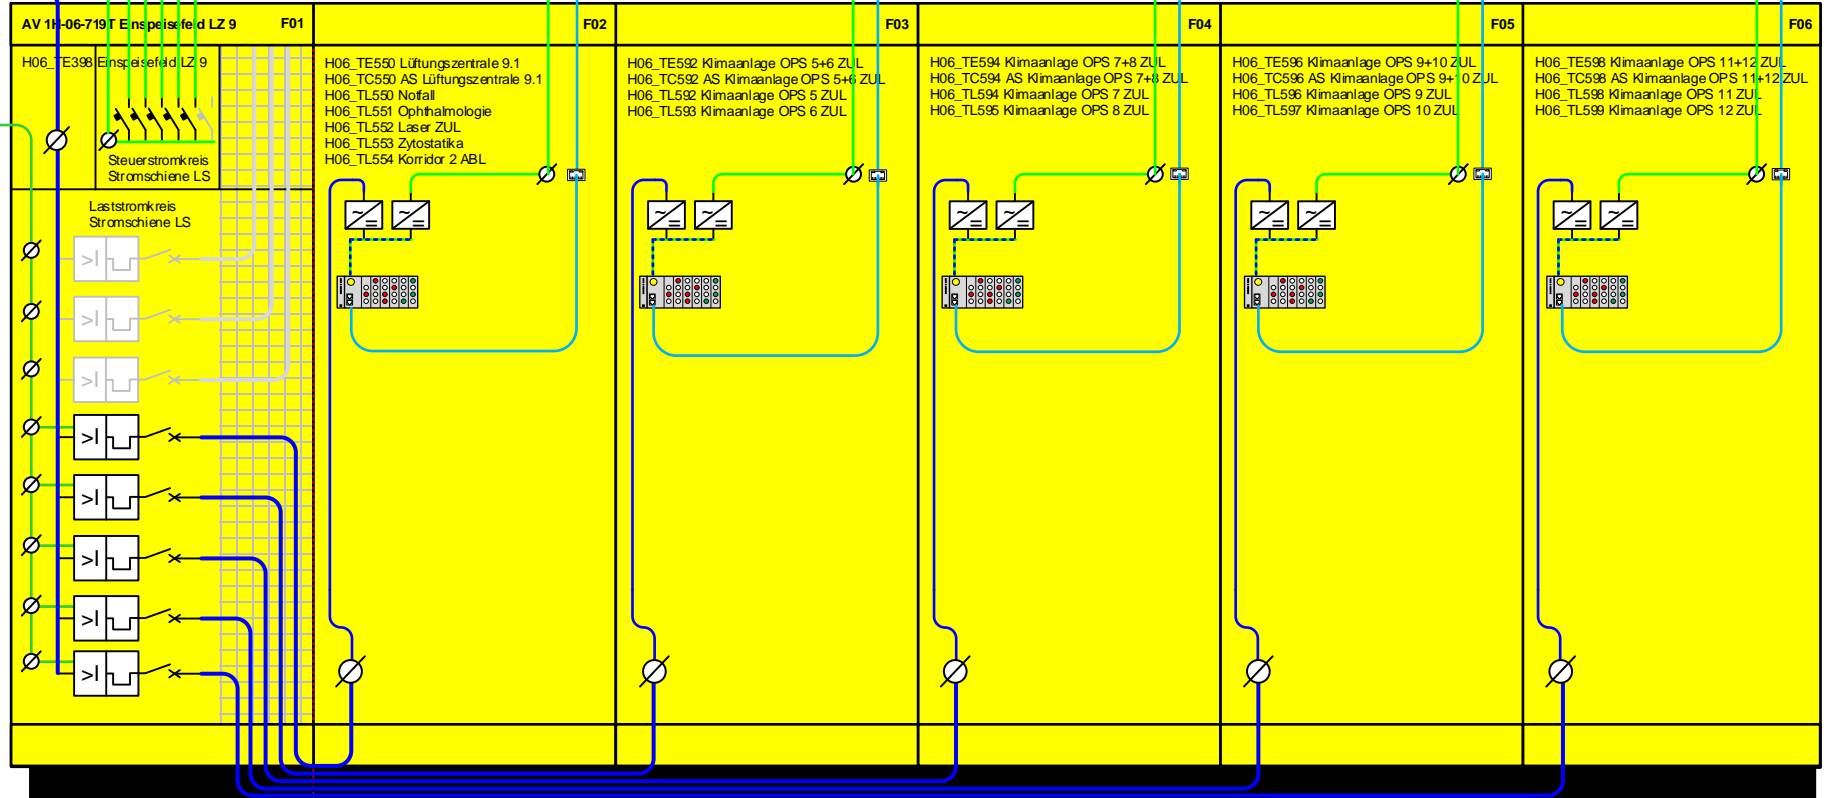 AV 1H-06-719T Einspeisefeld LZ 9 F01
F02
F03
F04
F05
F06
H06_TE398 Einspeisefeld LZ 9
Steuerstromkreis
Stromschiene LS
Laststromkreis
Stromschiene LS
H06_TE550 Lüftungszentrale 9.1
H06_TC550 AS Lüftungszentrale 9.1
H06_TL550 Notfall
H06_TL551 Ophthalmologie
H06_TL552 Laser ZUL
H06_TL553 Zytostatika
H06_TL554 Korridor 2 ABL
H06_TE592 Klimaanlage OPS 5+6 ZUL
H06_TC592 AS Klimaanlage OPS 5+6 ZUL
H06_TL592 Klimaanlage OPS 5 ZUL
H06_TL593 Klimaanlage OPS 6 ZUL
H06_TE594 Klimaanlage OPS 7+8 ZUL
H06_TC594 AS Klimaanlage OPS 7+8 ZUL
H06_TL594 Klimaanlage OPS 7 ZUL
H06_TL595 Klimaanlage OPS 8 ZUL
H06_TE596 Klimaanlage OPS 9+10 ZUL
H06_TC596 AS Klimaanlage OPS 9+10 ZUL
H06_TL596 Klimaanlage OPS 9 ZUL
H06_TL597 Klimaanlage OPS 10 ZUL
H06_TE598 Klimaanlage OPS 11+12 ZUL
H06_TC598 AS Klimaanlage OPS 11+12 ZUL
H06_TL598 Klimaanlage OPS 11 ZUL
H06_TL599 Klimaanlage OPS 12 ZUL
>I
>I
>I
>I
>I
>I
>I
>I